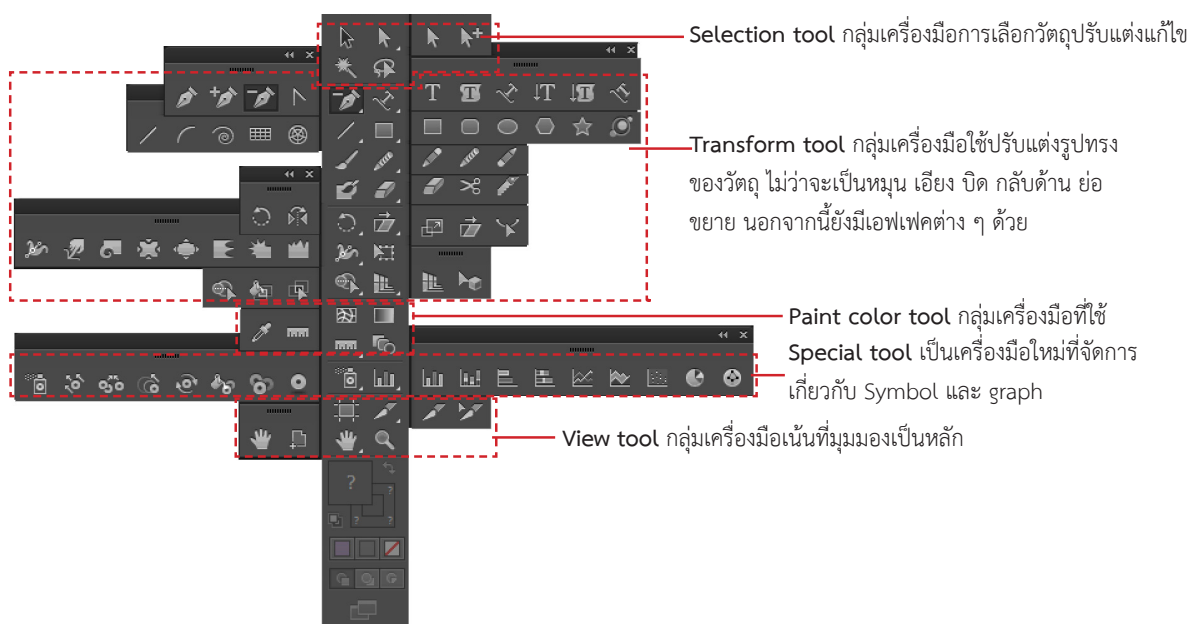 Selection tool กลุ่มเครื่องมือการเลือกวัตถุปรับแต่งแก้ไข
Transform tool กลุ่มเครื่องมือใช้ปรับแต่งรูปทรง
ของวัตถุ ไม่ว่าจะเป็นหมุน เอียง บิด กลับด้าน ย่อ
ขยาย นอกจากนี้ยังมีเอฟเฟคต่าง ๆ ด้วย
Paint color tool กลุ่มเครื่องมือที่ใช้
Special tool เป็นเครื่องมือใหม่ที่จัดการ
เกี่ยวกับ Symbol และ graph
View tool กลุ่มเครื่องมือเน้นที่มุมมองเป็นหลัก